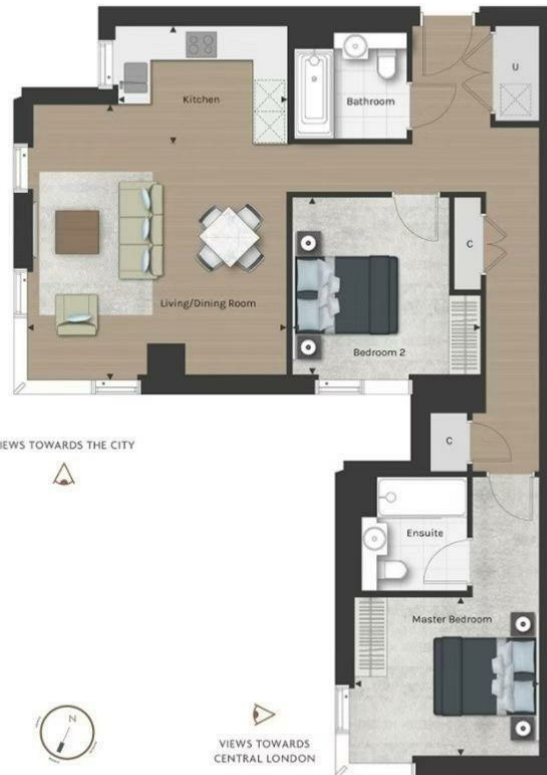 Kitchen
Bathroom
U
C
Living/Dining Room
Bedroom 2
IEWS TOWARDS THE CITY
C
Ensuite
Master Bedroom
N
VIEWS TOWARDS
CENTRAL LONDON